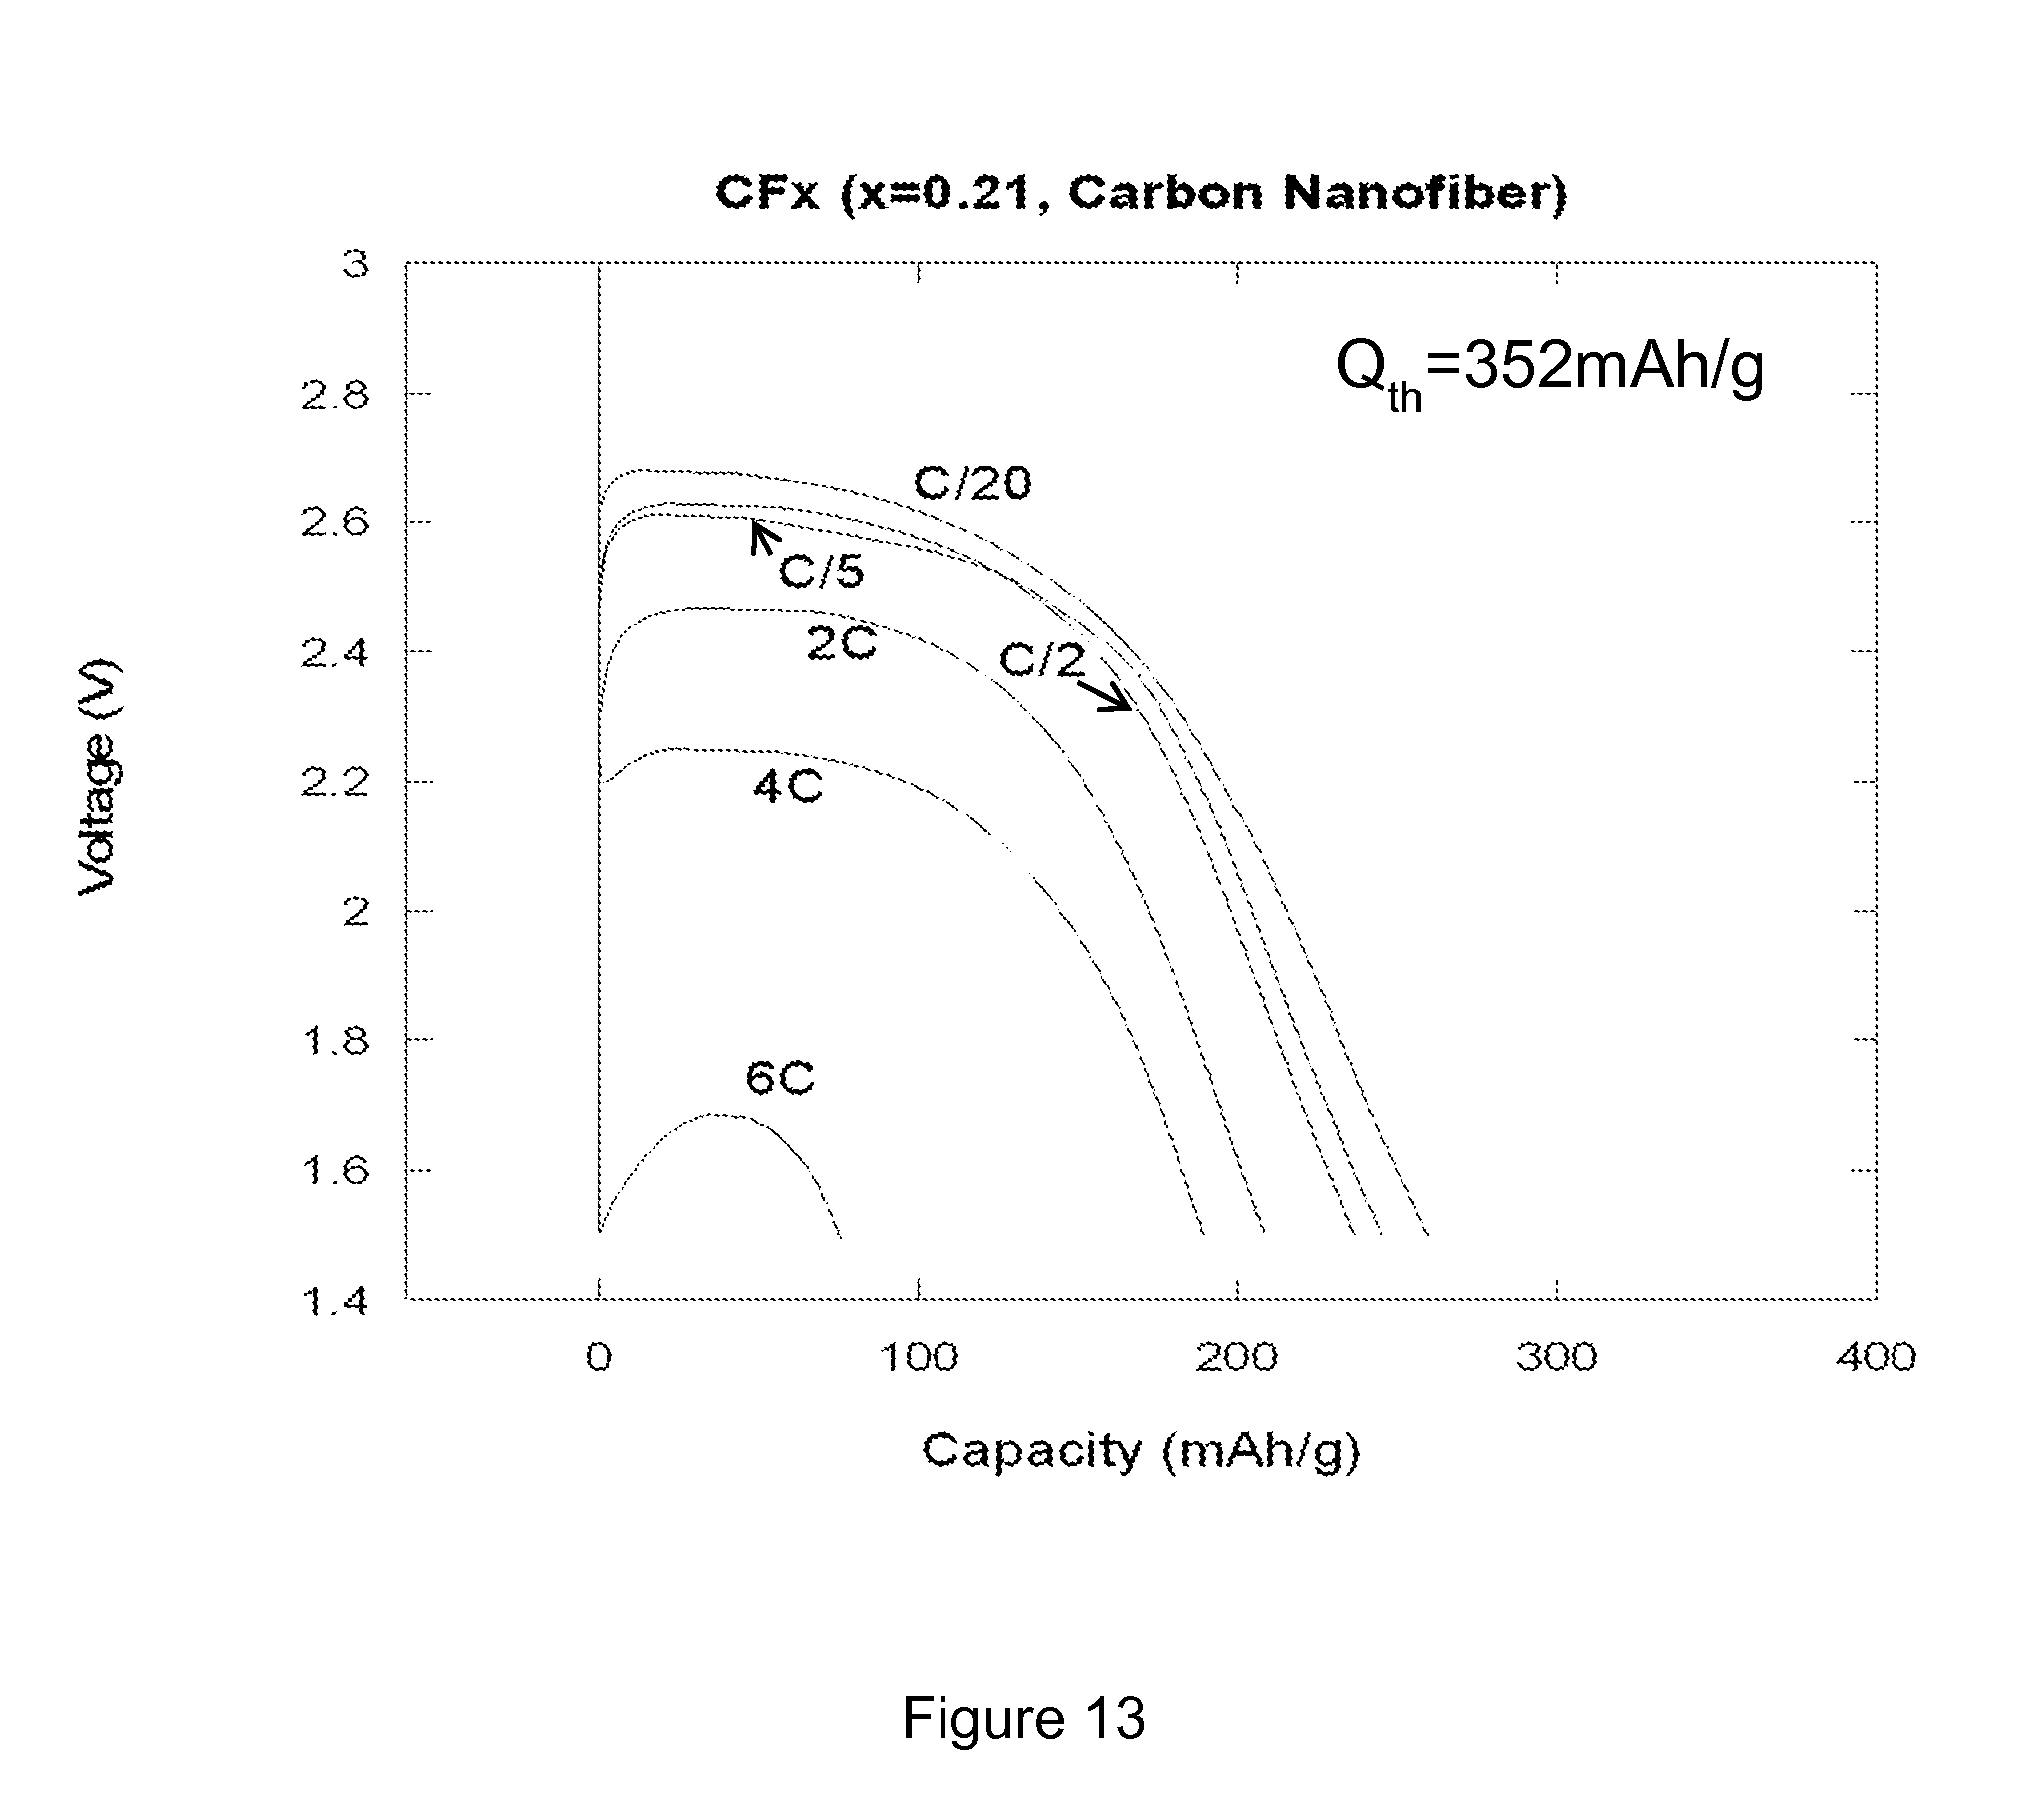 CFx (x=0.21, Carbon Nanofiber)
3
Qth=352mAh/g
2.8
C/20
2.6
C/5
2C
2.4
C/2
Voltage (V)
2.2
4C
2
1.8
6C
1.6
1.4
0 100 200 300 400
Capacity (mAh/g)
Figure 13